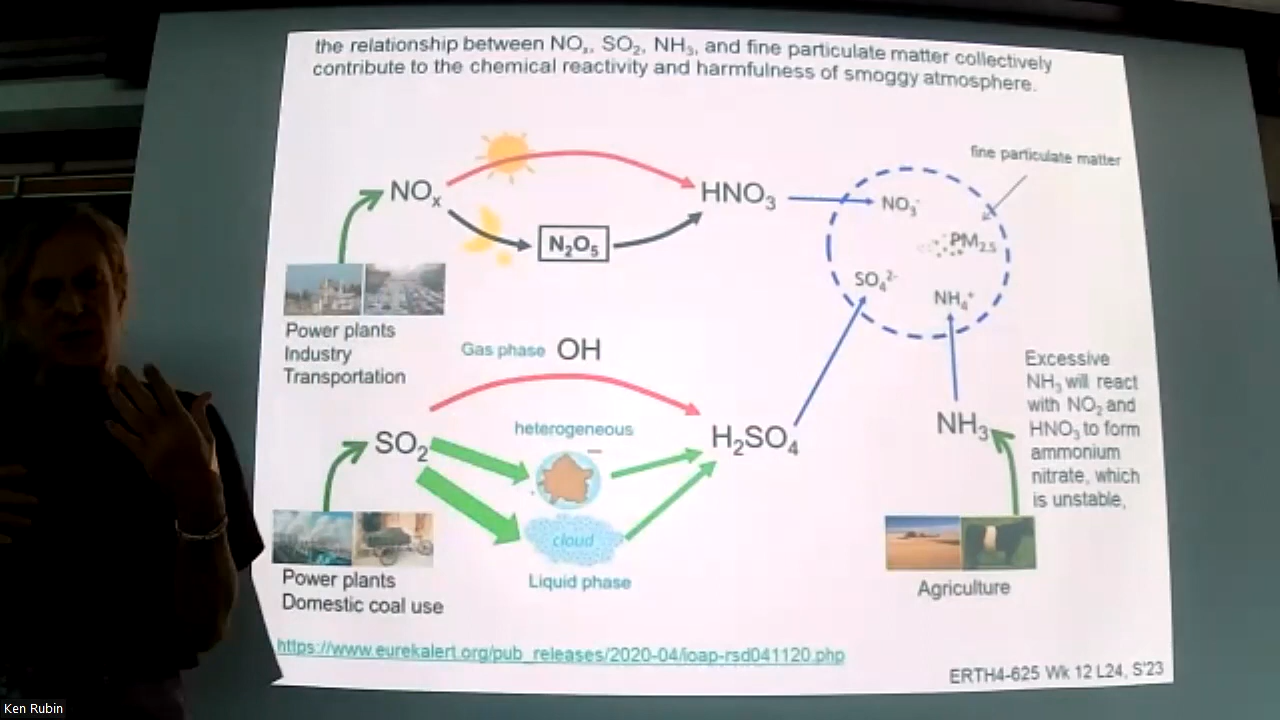 the relationship between NOₓ, SO₂, NH₃, and fine particulate matter collectively
contribute to the chemical reactivity and harmfulness of smoggy atmosphere.
fine particulate matter
NOₓ
HNO₃
NO₃⁻
N₂O₅
PM₂.₅
SO₄²⁻
NH₄⁺
Power plants
Industry
Transportation
Gas phase OH
Excessive
NH₃ will react
with NO₂ and
HNO₃ to form
ammonium
nitrate, which
is unstable,
heterogeneous
SO₂
H₂SO₄
NH₃
cloud
Liquid phase
Power plants
Domestic coal use
Agriculture
https://www.eurekalert.org/pub_releases/2020-04/ioap-rsd041120.php
ERTH4-625 Wk 12 L24, S'23
Ken Rubin